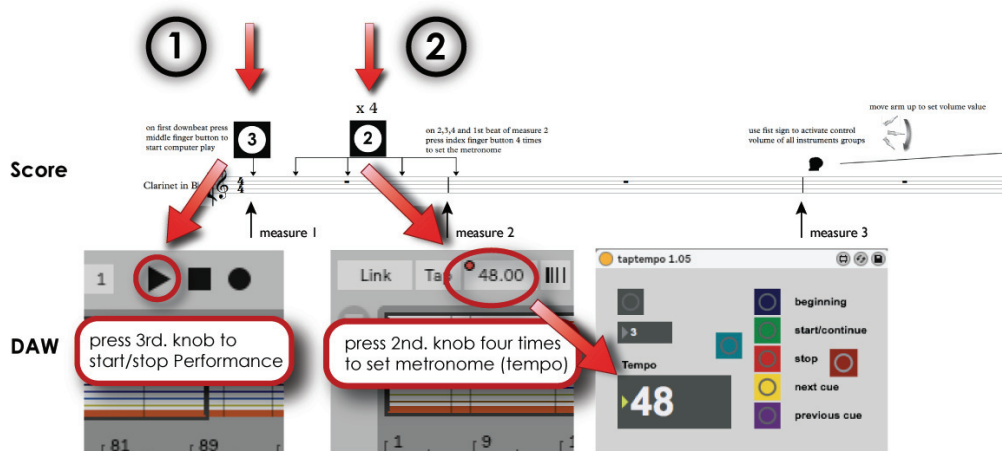 1
2
x 4
on first downbeat press
middle finger button to
start computer play
3
2
on 2,3,4 and 1st beat of measure 2
press index finger button 4 times
to set the metronome
move arm up to set volume value
use fist sign to activate control
volume of all instruments groups
Score
Clarinet in B
4
4
measure 1
measure 2
measure 3
1
Link
Tap
48.00
taptempo 1.05
beginning
3
start/continue
DAW
press 3rd. knob to
start/stop Performance
press 2nd. knob four times
to set metronome (tempo)
Tempo
stop
48
next cue
previous cue
81
89
1
9